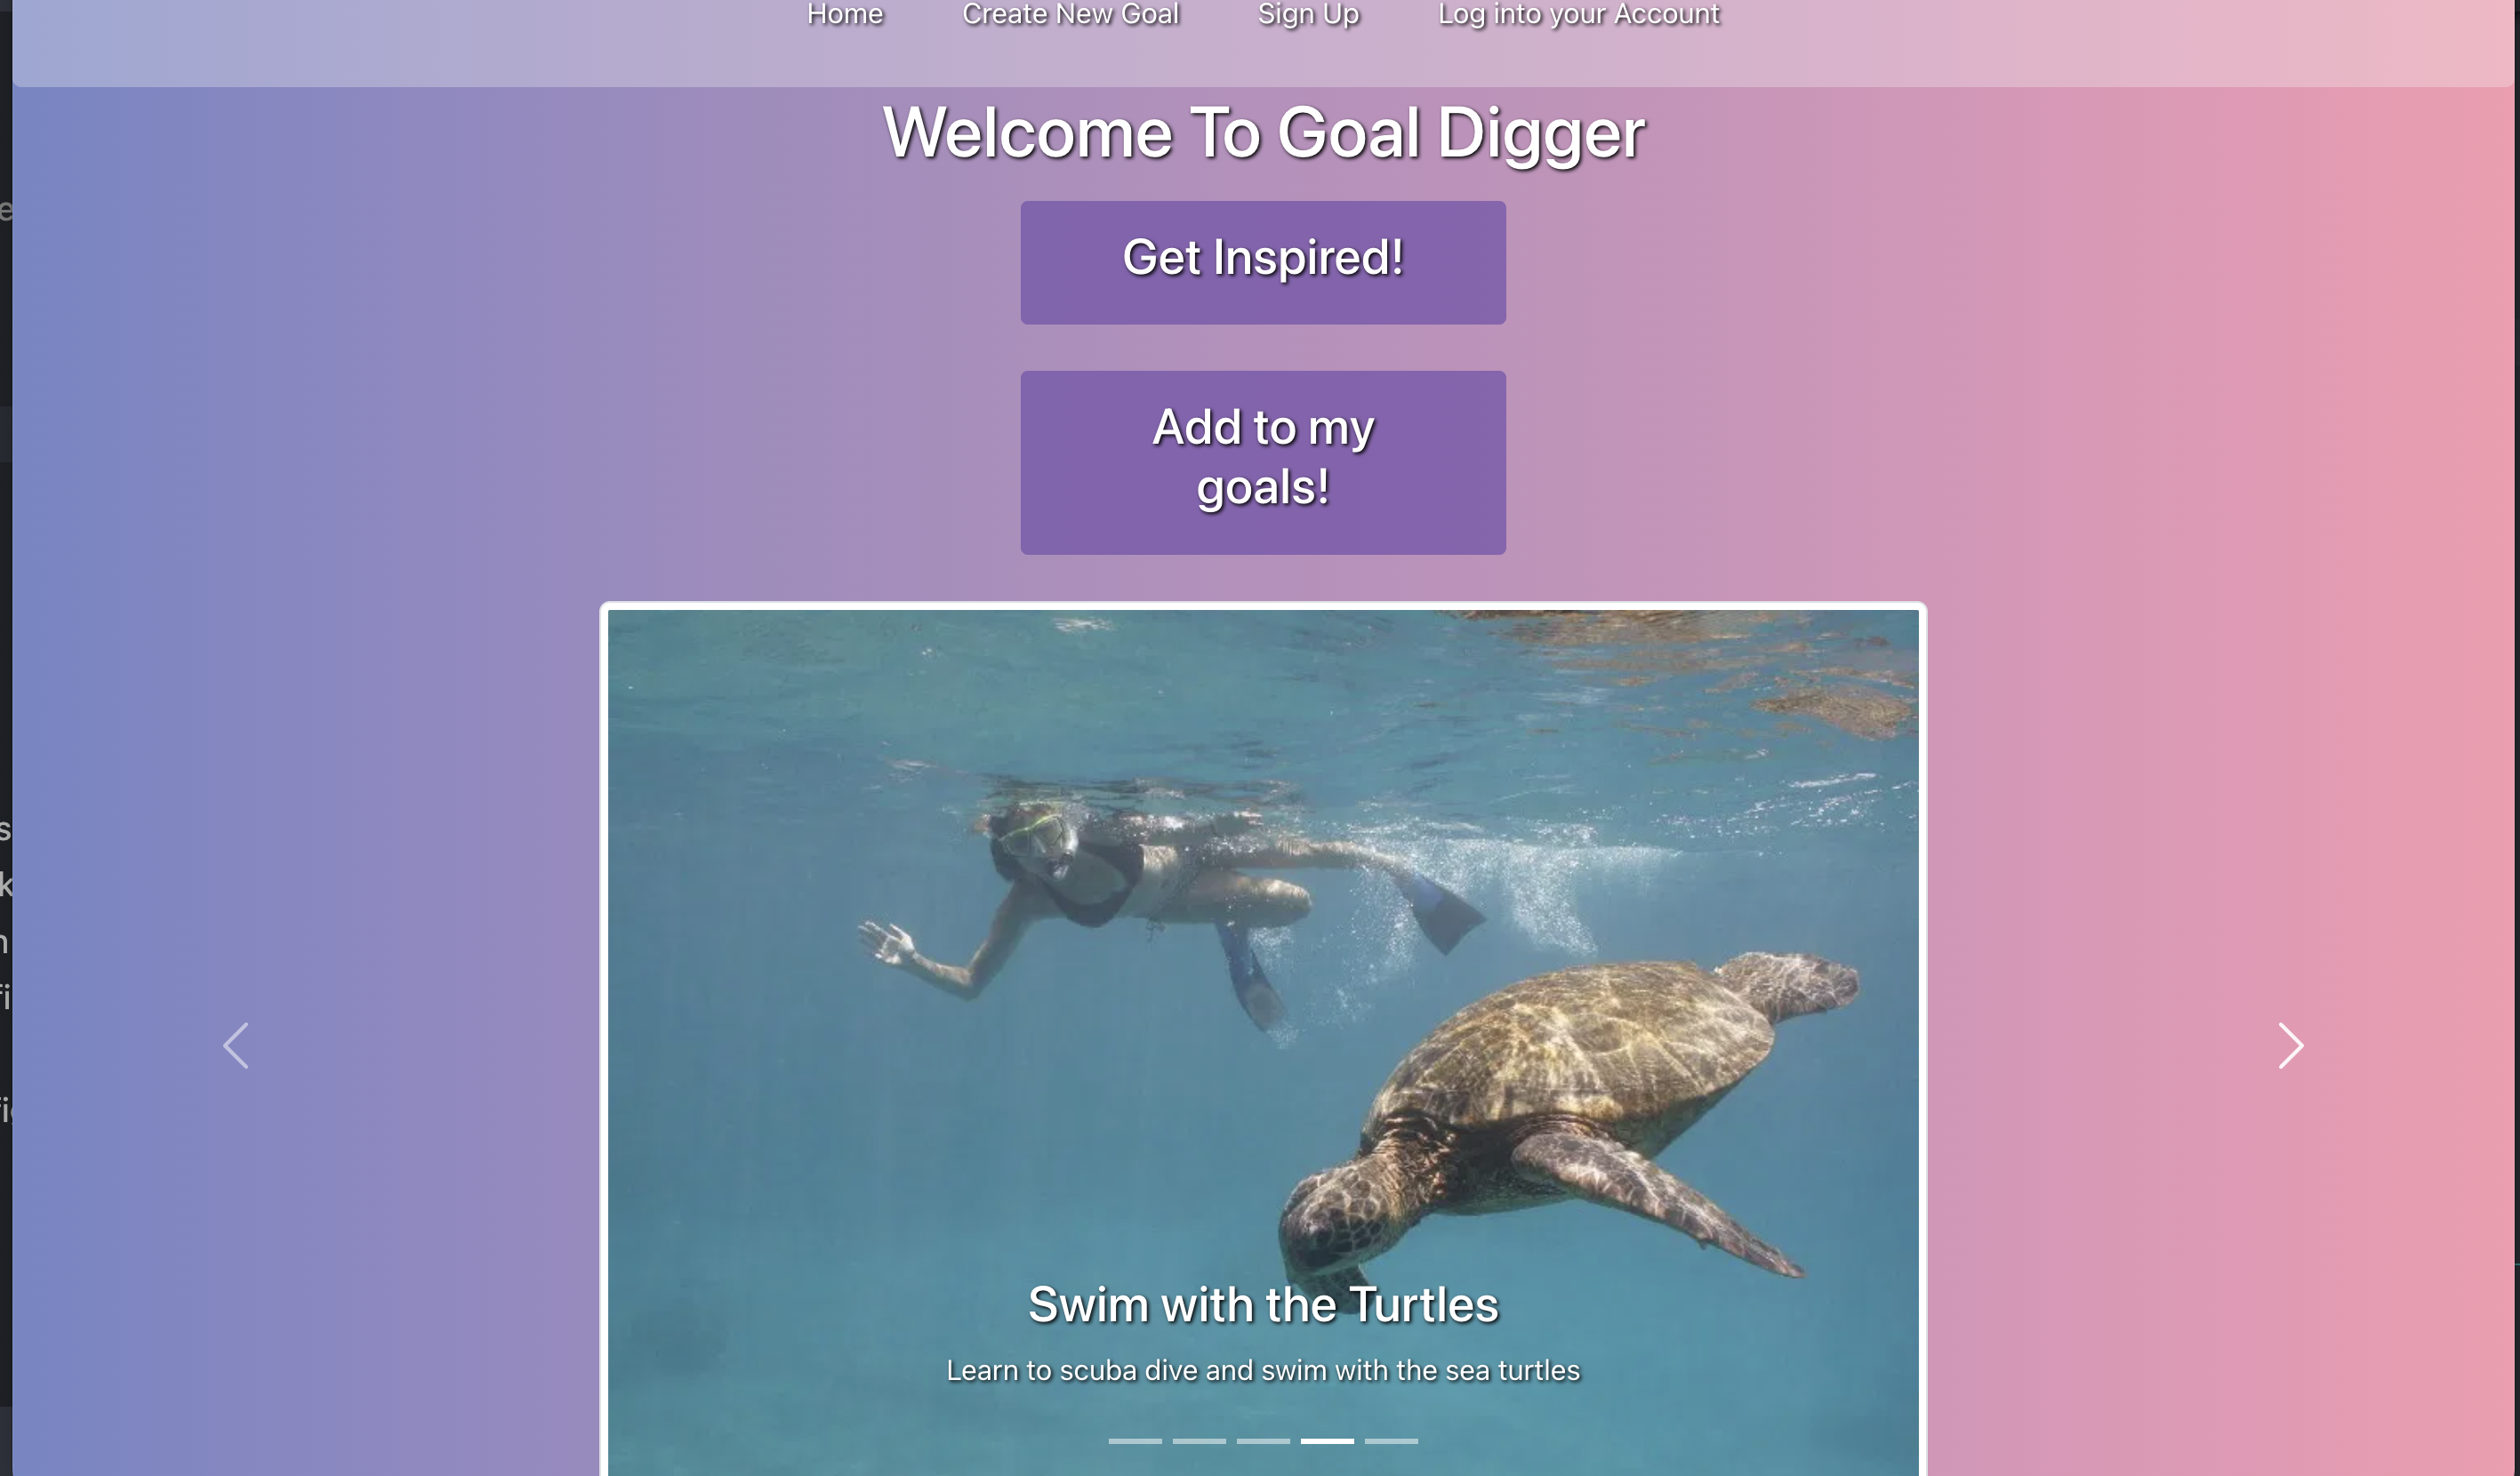 Home Create New Goal Sign Up Log into your Account
Welcome To Goal Digger
Get Inspired!
Add to my
goals!
Swim with the Turtles
Learn to scuba dive and swim with the sea turtles